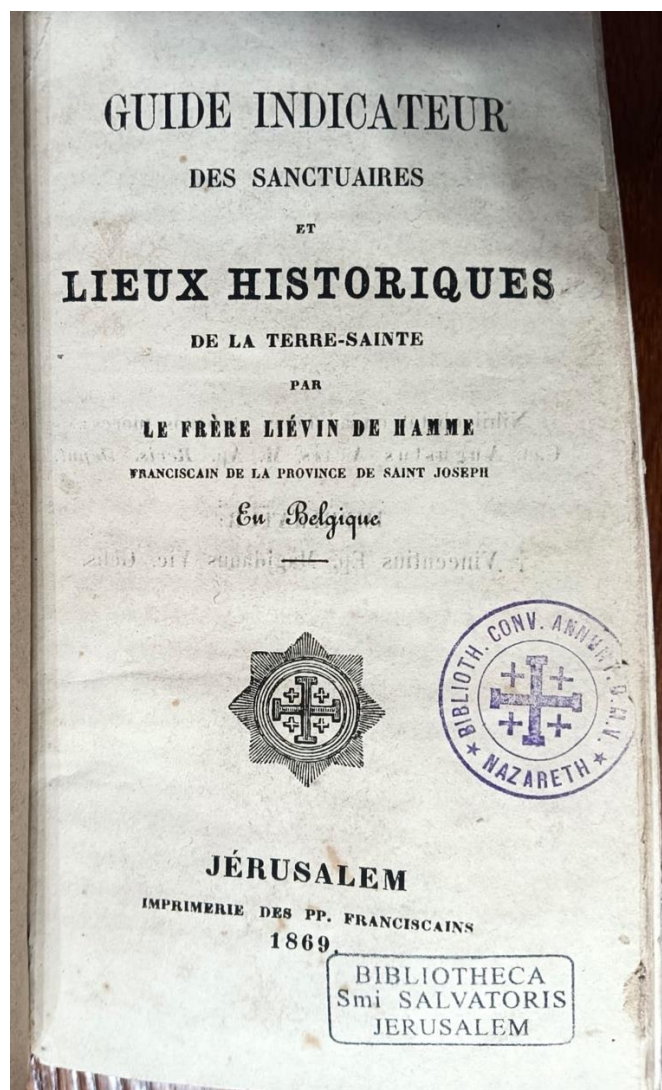 GUIDE INDICATEUR
DES SANCTUAIRES
ET
LIEUX HISTORIQUES
DE LA TERRE-SAINTE
PAR
LE FRÈRE LIÉVIN DE HAMME
FRANCISCAIN DE LA PROVINCE DE SAINT JOSEPH
En Belgique
BIBLIOTH. CONV. ANNUNT. B.M.V.
NAZARETH
JÉRUSALEM
IMPRIMERIE DES PP. FRANCISCAINS
1869.
BIBLIOTHECA
Smi SALVATORIS
JERUSALEM